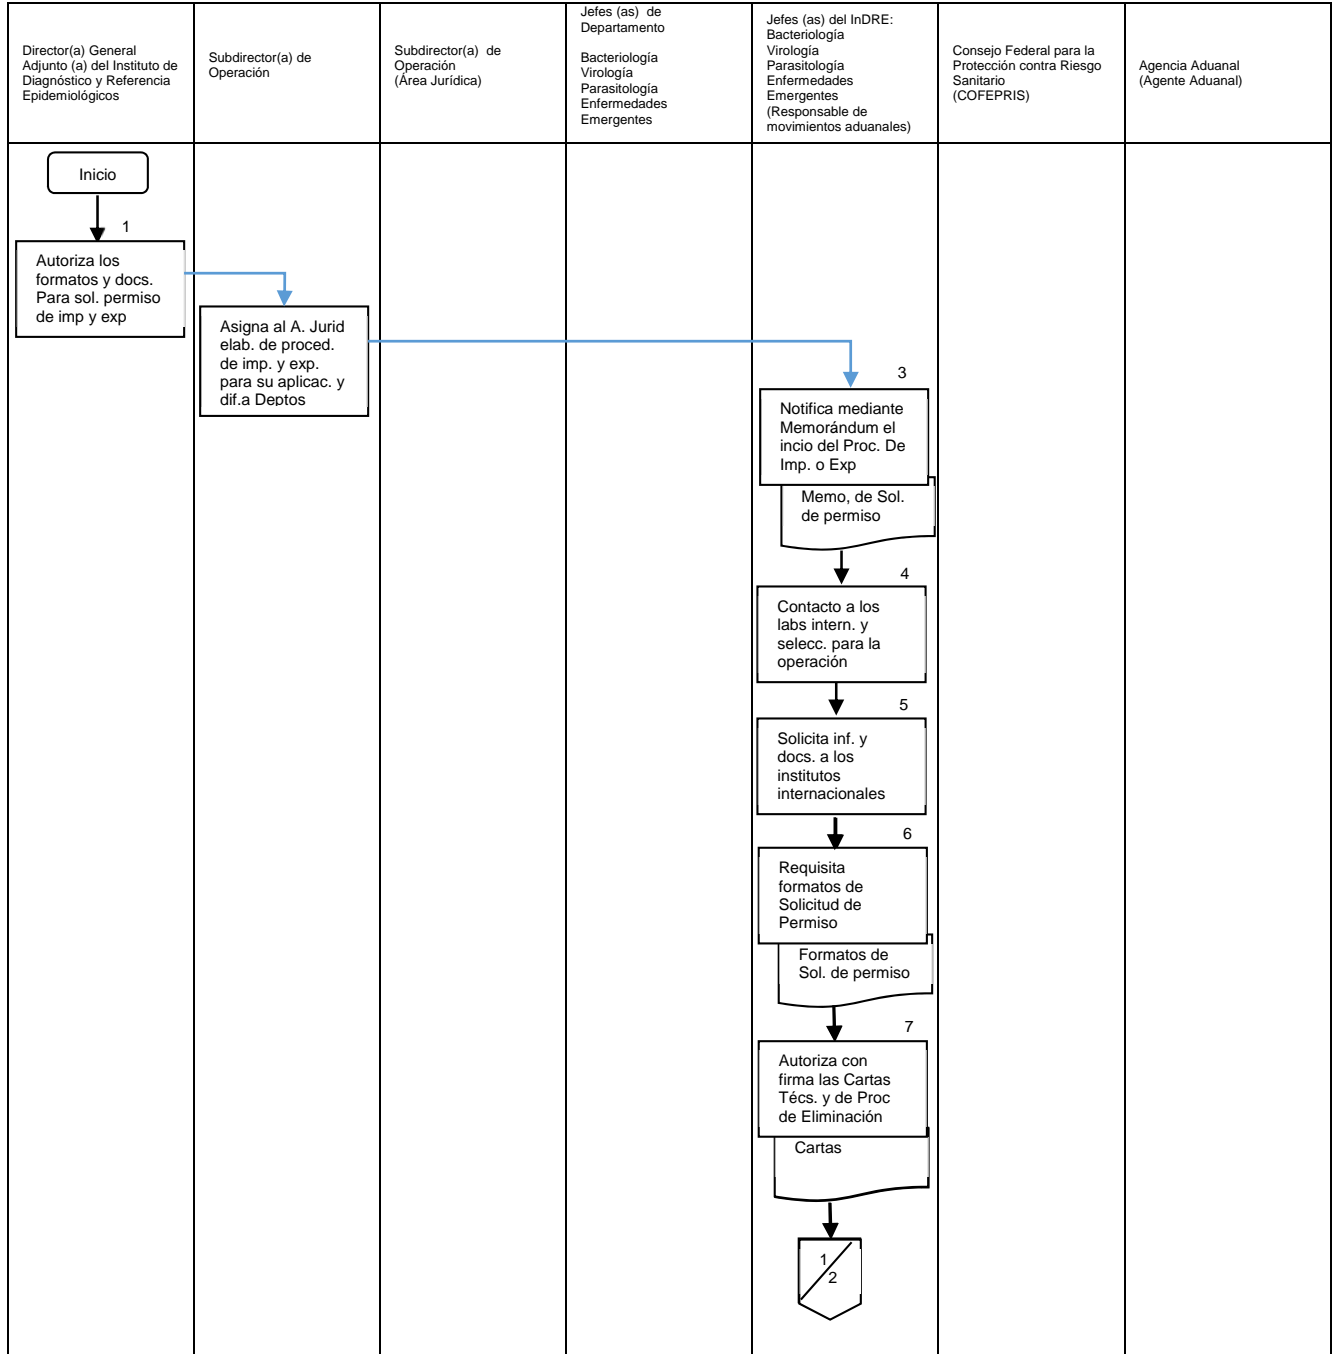 Director(a) General
Adjunto (a) del Instituto de
Diagnóstico y Referencia
Epidemiológicos
Subdirector(a) de
Operación
Subdirector(a) de
Operación
(Área Jurídica)
Jefes (as) de
Departamento
Bacteriología
Virología
Parasitología
Enfermedades
Emergentes
Jefes (as) del InDRE:
Bacteriología
Virología
Parasitología
Enfermedades
Emergentes
(Responsable de
movimientos aduanales)
Consejo Federal para la
Protección contra Riesgo
Sanitario
(COFEPRIS)
Agencia Aduanal
(Agente Aduanal)
Inicio
1
Autoriza los
formatos y docs.
Para sol. permiso
de imp y exp
Asigna al A. Jurid
elab. de proced.
de imp. y exp.
para su aplicac. y
dif.a Deptos
3
Notifica mediante
Memorándum el
incio del Proc. De
Imp. o Exp
Memo, de Sol.
de permiso
4
Contacto a los
labs intern. y
selecc. para la
operación
5
Solicita inf. y
docs. a los
institutos
internacionales
6
Requisita
formatos de
Solicitud de
Permiso
Formatos de
Sol. de permiso
7
Autoriza con
firma las Cartas
Técs. y de Proc
de Eliminación
Cartas
1
2